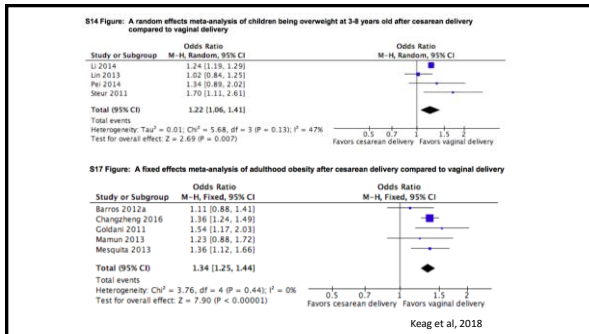 S14 Figure: A random effects meta-analysis of children being overweight at 3-8 years old after cesarean delivery
compared to vaginal delivery
Odds Ratio Odds Ratio
Study or Subgroup M-H, Random, 95% CI M-H, Random, 95% CI
Li 2014 1.24 [1.19, 1.29]
Lin 2013 1.02 [0.84, 1.25]
Pei 2014 1.34 [0.89, 2.02]
Steur 2011 1.70 [1.11, 2.61]
Total (95% CI) 1.22 [1.06, 1.41]
Total events
Heterogeneity: Tau² = 0.01; Chi² = 5.68, df = 3 (P = 0.13); I² = 47%
Test for overall effect: Z = 2.69 (P = 0.007)
0.5 0.7 1 1.5 2
Favors cesarean delivery Favors vaginal delivery
S17 Figure: A fixed effects meta-analysis of adulthood obesity after cesarean delivery compared to vaginal delivery
Odds Ratio Odds Ratio
Study or Subgroup M-H, Fixed, 95% CI M-H, Fixed, 95% CI
Barros 2012a 1.11 [0.88, 1.41]
Changzheng 2016 1.36 [1.24, 1.49]
Goldani 2011 1.54 [1.17, 2.03]
Mamun 2013 1.23 [0.88, 1.72]
Mesquita 2013 1.36 [1.12, 1.66]
Total (95% CI) 1.34 [1.25, 1.44]
Total events
Heterogeneity: Chi² = 3.76, df = 4 (P = 0.44); I² = 0%
Test for overall effect: Z = 7.90 (P < 0.00001)
0.5 0.7 1 1.5 2
Favors cesarean delivery Favors vaginal delivery
Keag et al, 2018